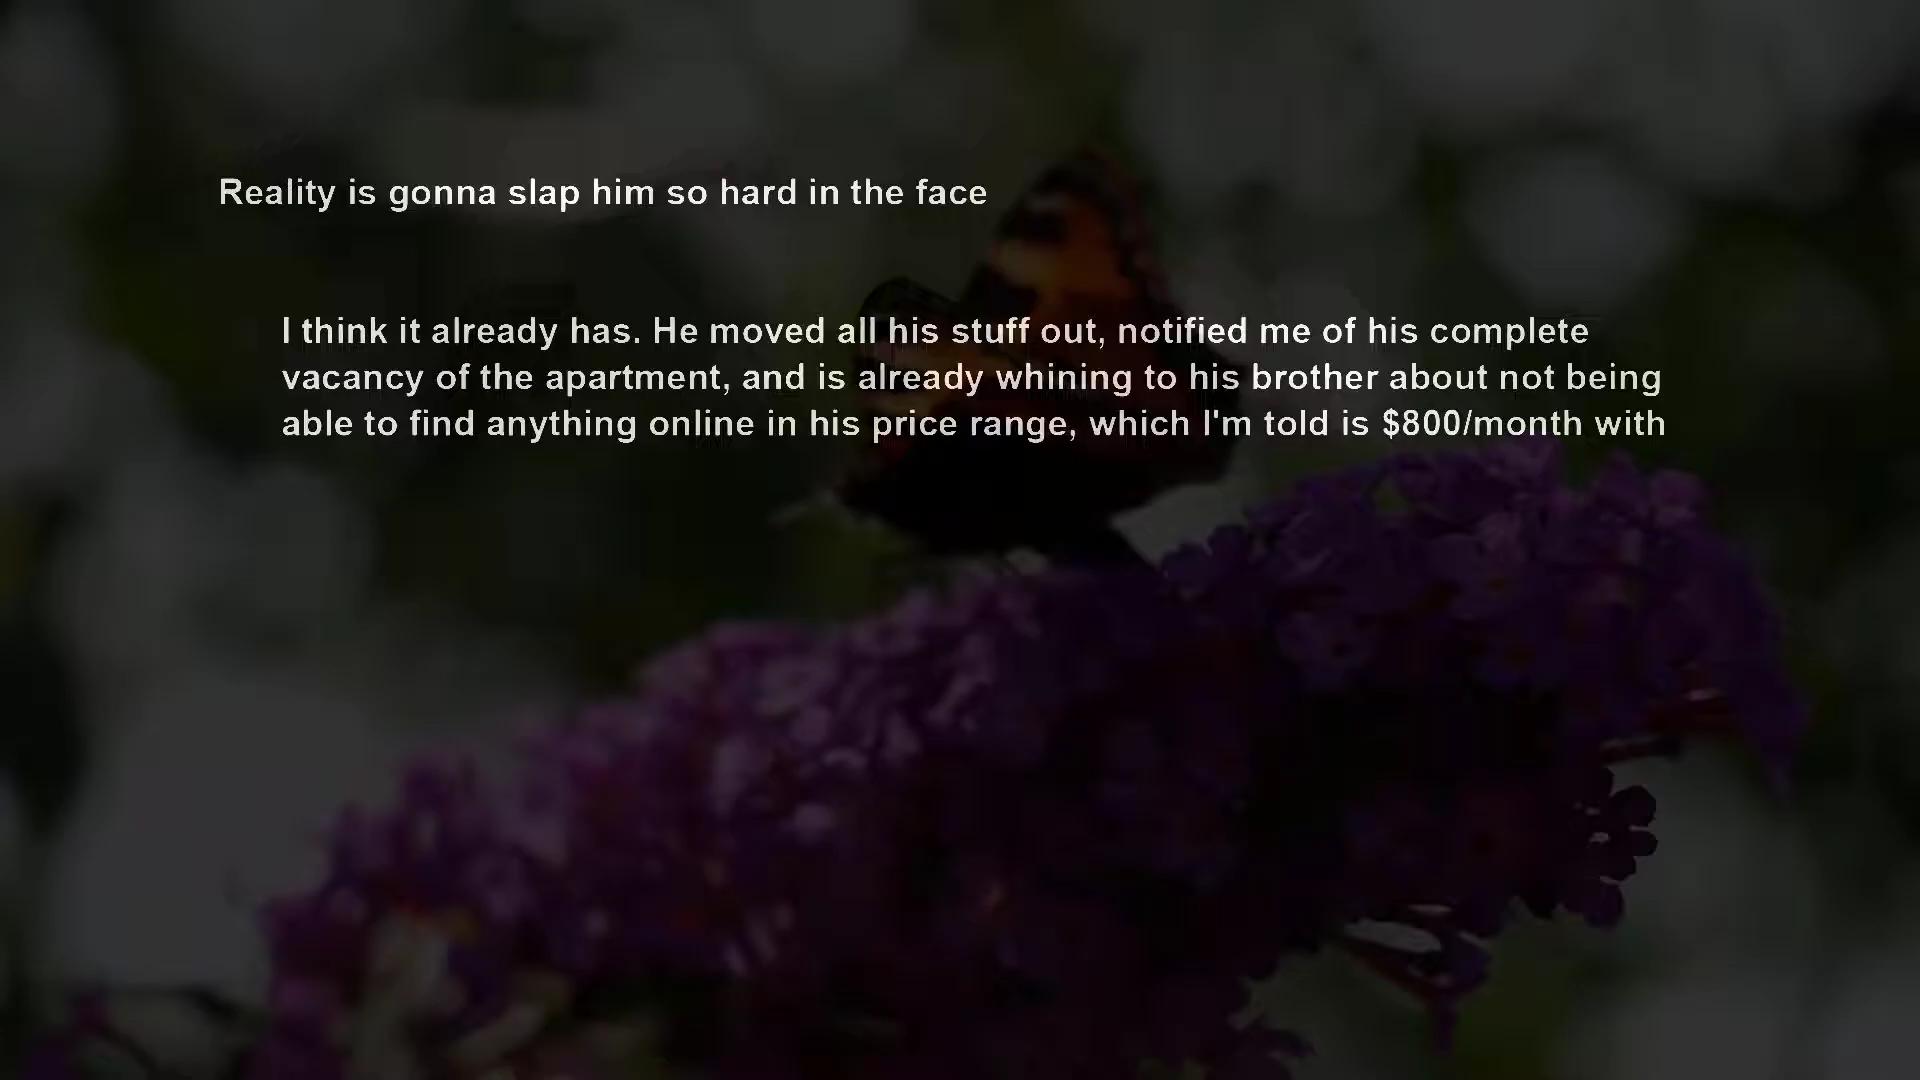 Reality is gonna slap him so hard in the face
I think it already has. He moved all his stuff out, notified me of his complete
vacancy of the apartment, and is already whining to his brother about not being
able to find anything online in his price range, which I'm told is $800/month with